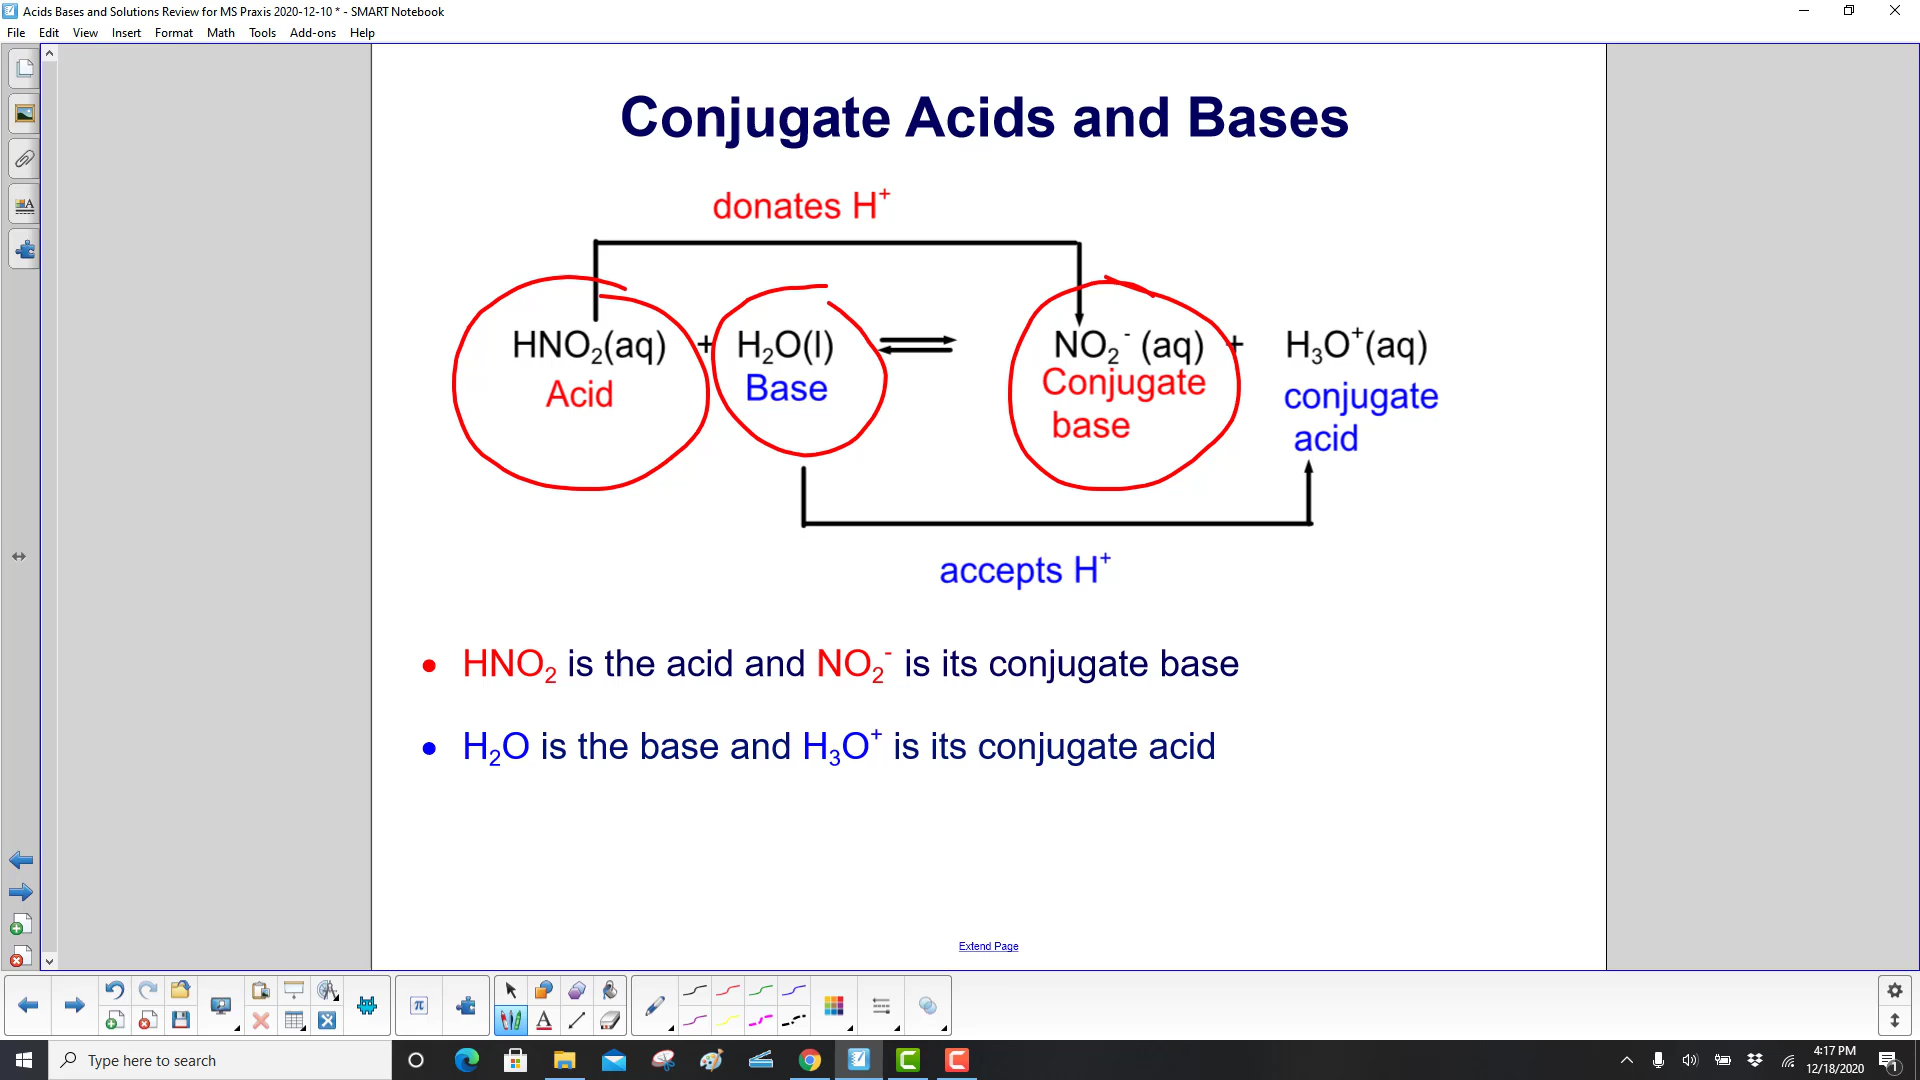 Acids Bases and Solutions Review for MS Praxis 2020-12-10 * - SMART Notebook
File Edit View Insert Format Math Tools Add-ons Help
Conjugate Acids and Bases
donates H⁺
HNO₂(aq) + H₂O(l) ⇌ NO₂⁻ (aq) + H₃O⁺(aq)
Acid Base Conjugate base conjugate acid
accepts H⁺
• HNO₂ is the acid and NO₂⁻ is its conjugate base
• H₂O is the base and H₃O⁺ is its conjugate acid
Extend Page
π
A
Type here to search
4:17 PM
12/18/2020
1